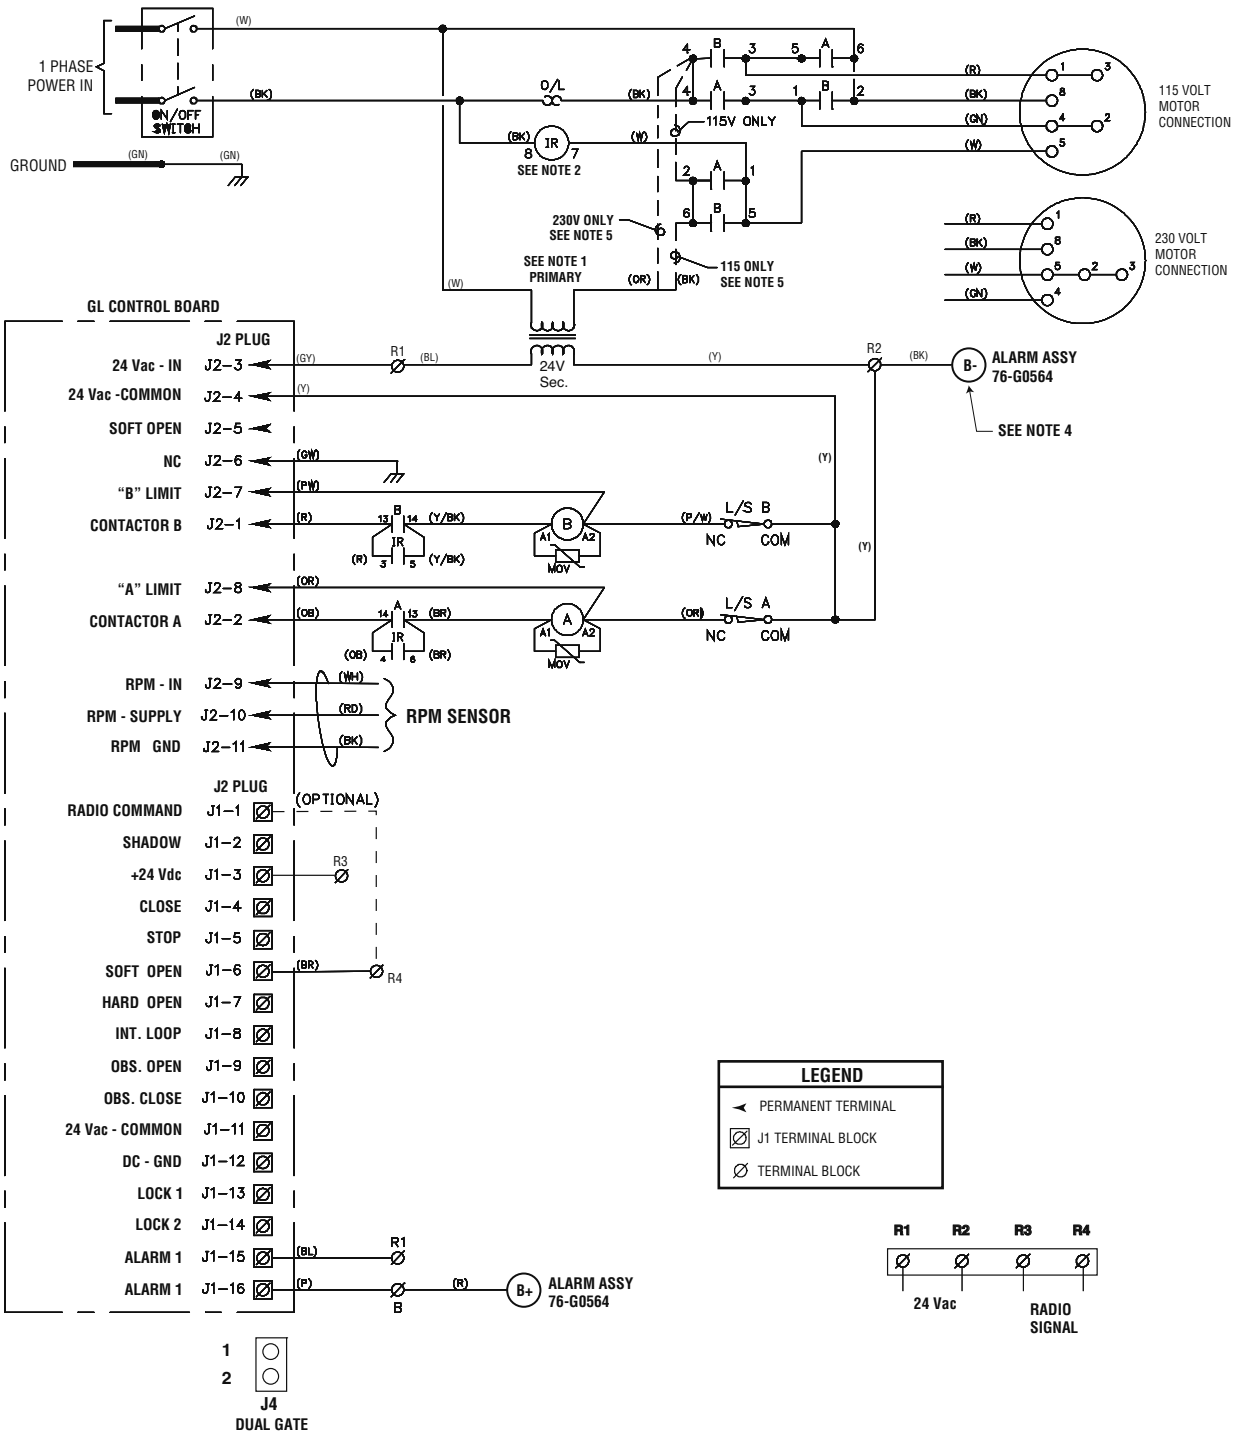 (W)
1 PHASE
POWER IN
ON/OFF
SWITCH
(BK)
O/L
(BK)
4 B 3 5 A 6
4 A 3 1 B 2
115V ONLY
(R)
(BK)
(GN)
(W)
1 3
8
4 2
5
115 VOLT
MOTOR
CONNECTION
GROUND
(GN)
(GN)
(BK)
8 IR 7
(W)
SEE NOTE 2
2 A 1
6 B 5
230V ONLY
SEE NOTE 5
115 ONLY
SEE NOTE 5
SEE NOTE 1
PRIMARY
(W)
(OR)
(BK)
(R)
(BK)
(W)
(GN)
1
8
5 2 3
4
230 VOLT
MOTOR
CONNECTION
GL CONTROL BOARD
J2 PLUG
24 Vac - IN J2-3 (GY) R1 (BL)
24V
Sec.
(Y) R2 (BK) B-
ALARM ASSY
76-G0564
SEE NOTE 4
24 Vac -COMMON J2-4 (Y)
SOFT OPEN J2-5
NC J2-6 (GW)
(Y)
"B" LIMIT J2-7 (PW)
CONTACTOR B J2-1 (R) 13 B 14 (Y/BK) B (P/W) L/S B
NC COM
(R) 3 IR 5 (Y/BK) A1 A2
MOV
(Y)
"A" LIMIT J2-8 (OR)
CONTACTOR A J2-2 (OB) 14 A 13 (BR) A (OR) L/S A
NC COM
(OB) 4 IR 6 (BR) A1 A2
MOV
RPM - IN J2-9 (WH)
RPM - SUPPLY J2-10 (RD)
RPM GND J2-11 (BK)
RPM SENSOR
J2 PLUG
(OPTIONAL)
RADIO COMMAND J1-1
SHADOW J1-2
+24 Vdc J1-3 R3
CLOSE J1-4
STOP J1-5
SOFT OPEN J1-6 (BR) R4
HARD OPEN J1-7
INT. LOOP J1-8
OBS. OPEN J1-9
OBS. CLOSE J1-10
24 Vac - COMMON J1-11
DC - GND J1-12
LOCK 1 J1-13
LOCK 2 J1-14
ALARM 1 J1-15 (BL) R1
ALARM 1 J1-16 (P) B (R) B+
ALARM ASSY
76-G0564
LEGEND
PERMANENT TERMINAL
J1 TERMINAL BLOCK
TERMINAL BLOCK
R1 R2 R3 R4
24 Vac
RADIO
SIGNAL
1
2
J4
DUAL GATE